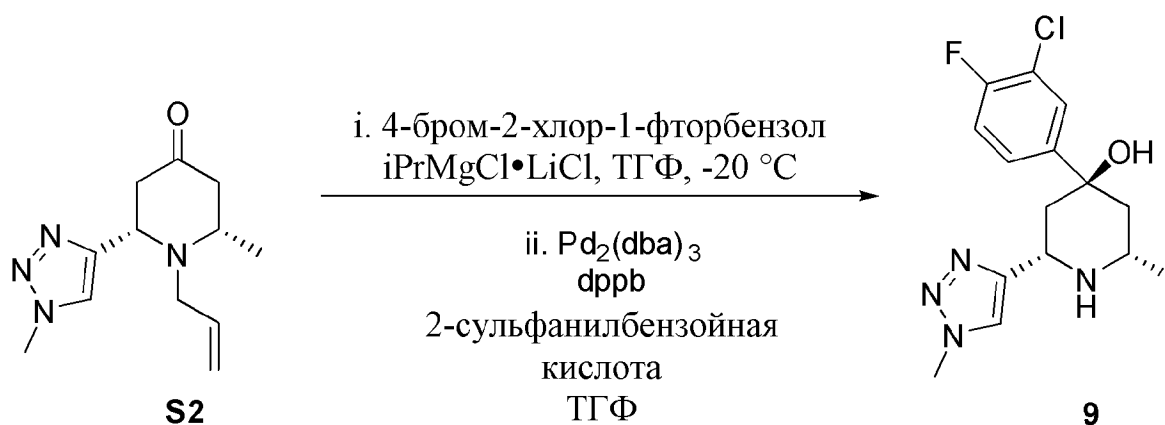 O
N
N
N
N
S2
i. 4-бром-2-хлор-1-фторбензол
iPrMgCl•LiCl, ТГФ, -20 °C
ii. Pd2(dba)3
dppb
2-сульфанилбензойная
кислота
ТГФ
Cl
F
OH
N
N
N
N
H
9